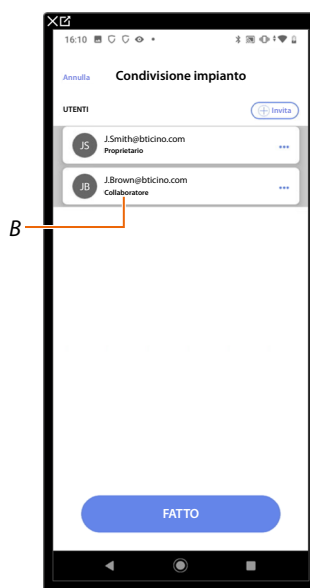 16:10
Annulla Condivisione impianto
UTENTI Invita
JS J.Smith@bticino.com
Proprietario
JB J.Brown@bticino.com
Collaboratore
B
FATTO